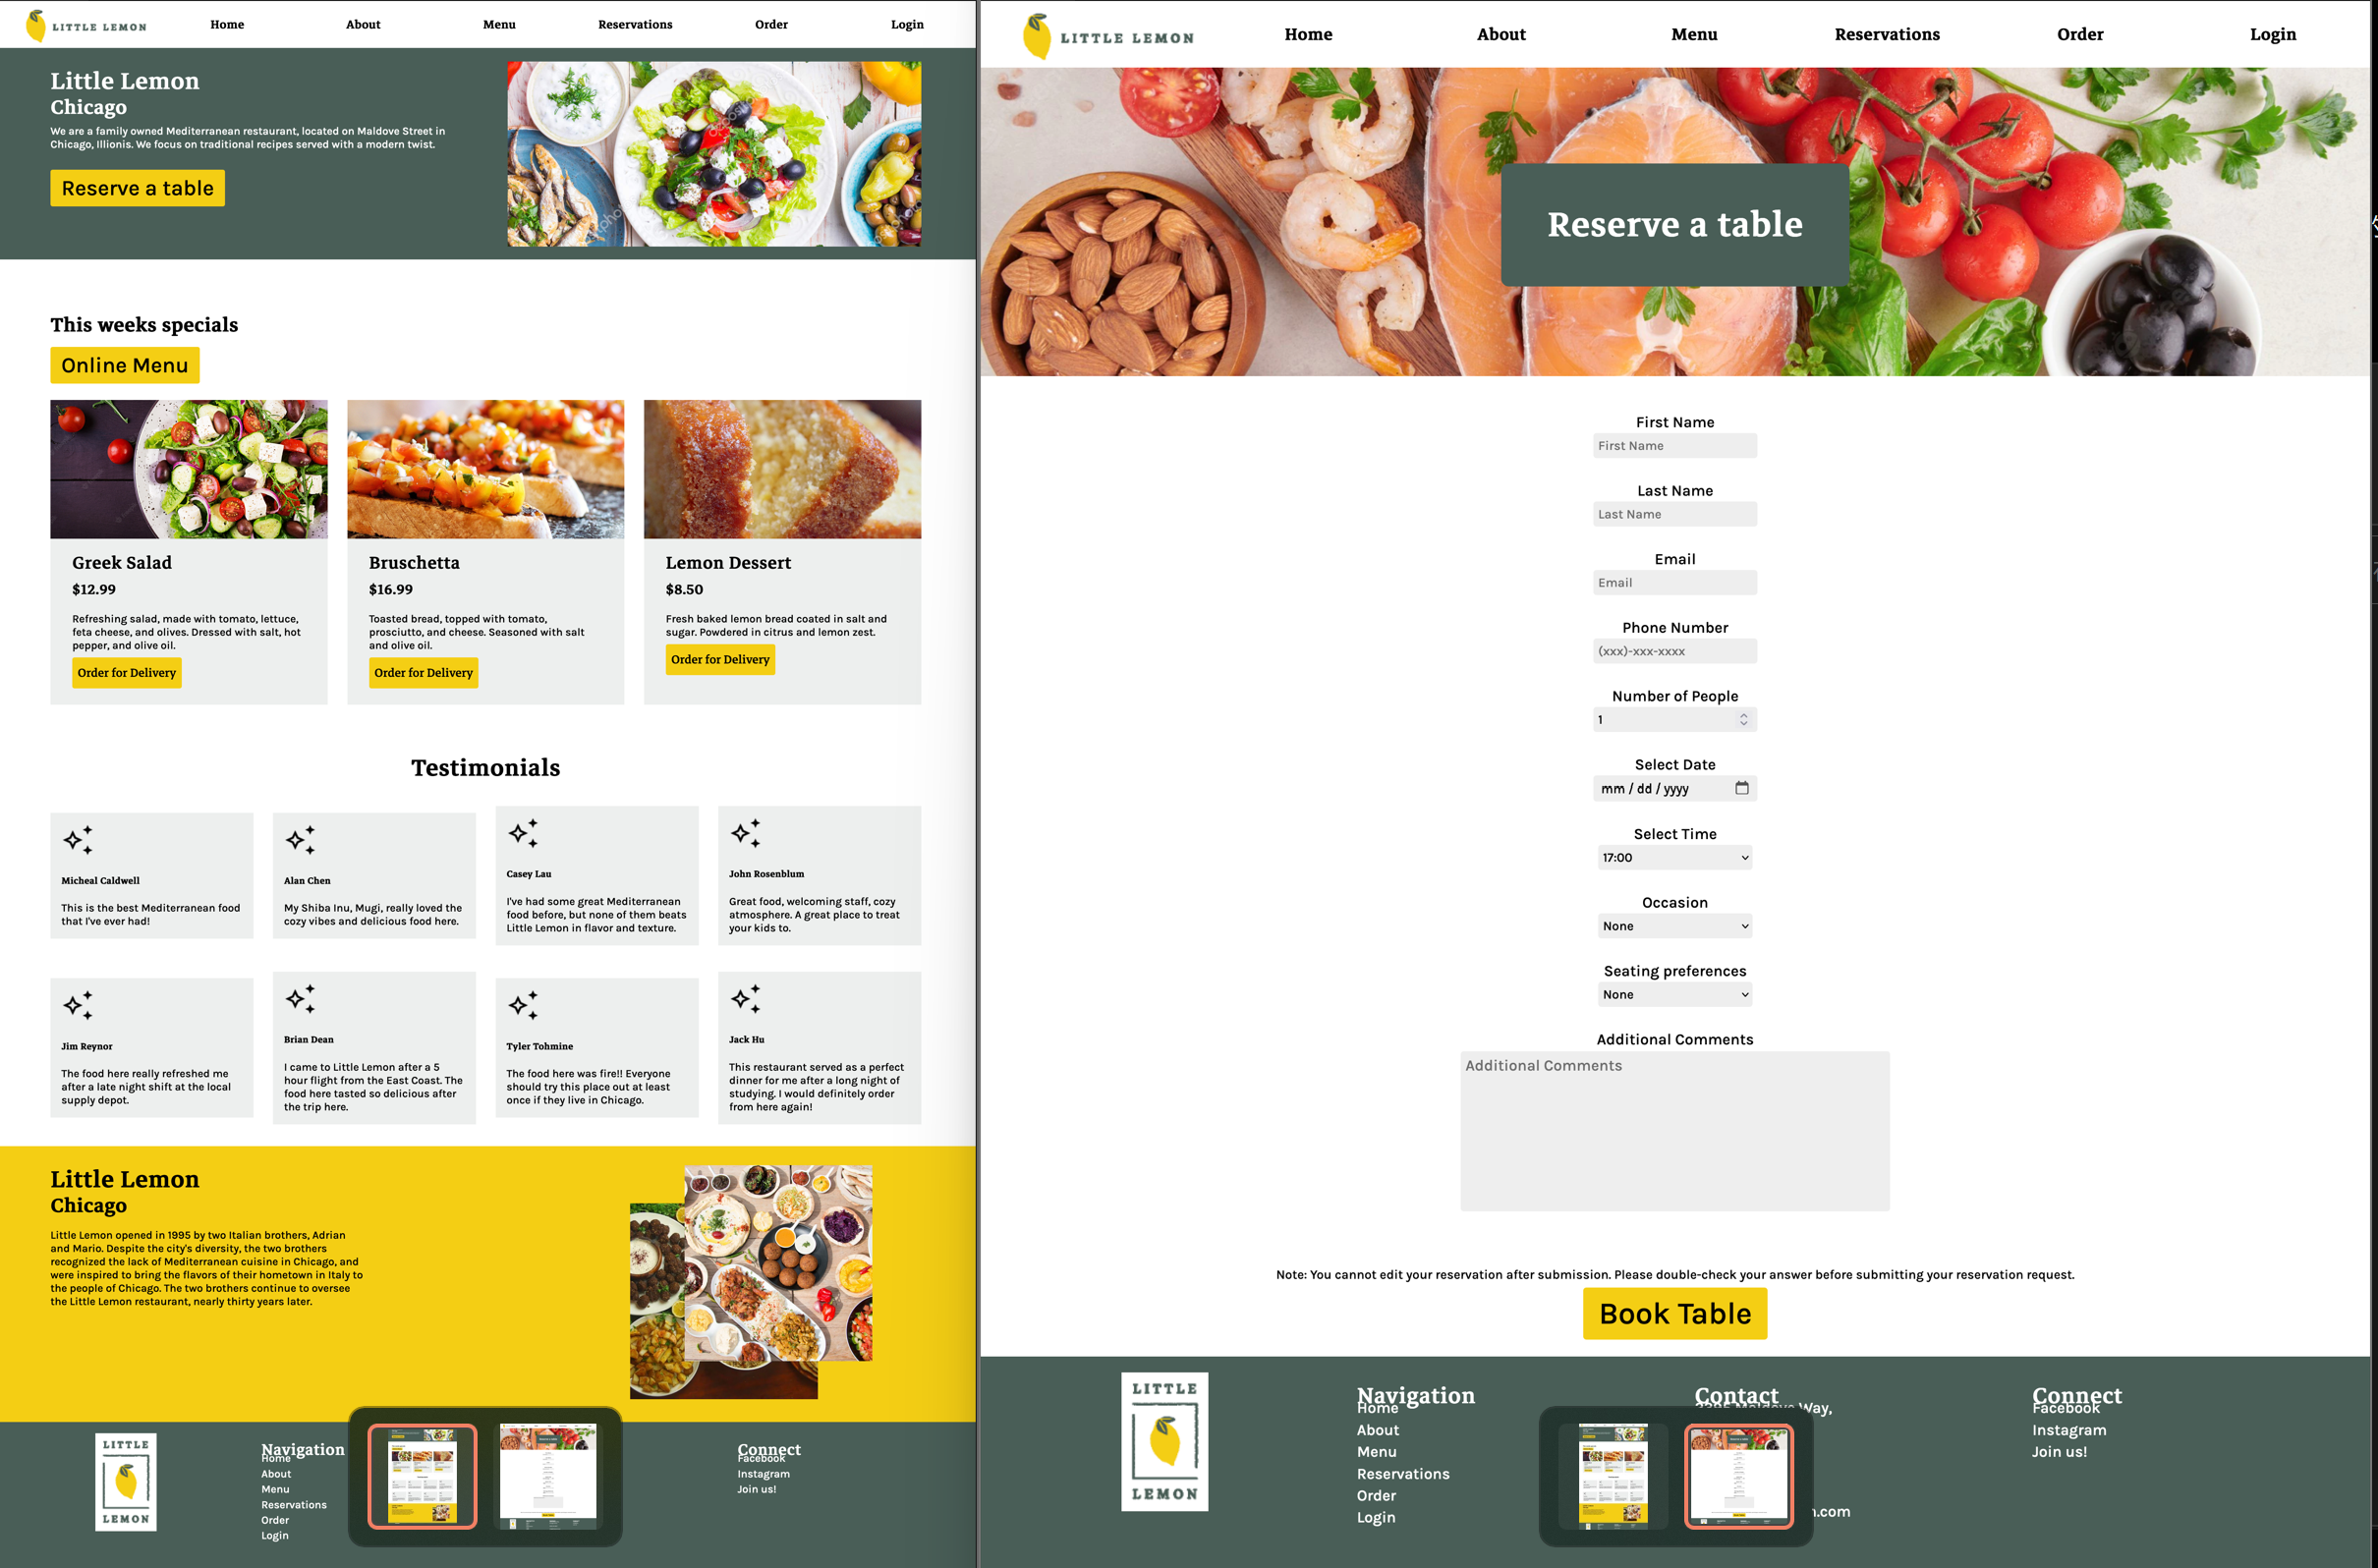 LITTLE LEMON
Home
About
Menu
Reservations
Order
Login
Little Lemon
Chicago
We are a family owned Mediterranean restaurant, located on Maldove Street in
Chicago, Illionis. We focus on traditional recipes served with a modern twist.
Reserve a table
This weeks specials
Online Menu
Greek Salad
$12.99
Refreshing salad, made with tomato, lettuce,
feta cheese, and olives. Dressed with salt, hot
pepper, and olive oil.
Order for Delivery
Bruschetta
$16.99
Toasted bread, topped with tomato,
prosciutto, and cheese. Seasoned with salt
and olive oil.
Order for Delivery
Lemon Dessert
$8.50
Fresh baked lemon bread coated in salt and
sugar. Powdered in citrus and lemon zest.
Order for Delivery
Testimonials
Micheal Caldwell
This is the best Mediterranean food
that I've ever had!
Alan Chen
My Shiba Inu, Mugi, really loved the
cozy vibes and delicious food here.
Casey Lau
I've had some great Mediterranean
food before, but none of them beats
Little Lemon in flavor and texture.
John Rosenblum
Great food, welcoming staff, cozy
atmosphere. A great place to treat
your kids to.
Jim Reynor
The food here really refreshed me
after a late night shift at the local
supply depot.
Brian Dean
I came to Little Lemon after a 5
hour flight from the East Coast. The
food here tasted so delicious after
the trip here.
Tyler Tohmine
The food here was fire!! Everyone
should try this place out at least
once if they live in Chicago.
Jack Hu
This restaurant served as a perfect
dinner for me after a long night of
studying. I would definitely order
from here again!
Little Lemon
Chicago
Little Lemon opened in 1995 by two Italian brothers, Adrian
and Mario. Despite the city's diversity, the two brothers
recognized the lack of Mediterranean cuisine in Chicago, and
were inspired to bring the flavors of their hometown in Italy to
the people of Chicago. The two brothers continue to oversee
the Little Lemon restaurant, nearly thirty years later.
LITTLE
LEMON
Navigation
Home
About
Menu
Reservations
Order
Login
Connect
Facebook
Instagram
Join us!
LITTLE LEMON
Home
About
Menu
Reservations
Order
Login
Reserve a table
First Name
First Name
Last Name
Last Name
Email
Email
Phone Number
(xxx)-xxx-xxxx
Number of People
1
Select Date
mm / dd / yyyy
Select Time
17:00
Occasion
None
Seating preferences
None
Additional Comments
Additional Comments
Note: You cannot edit your reservation after submission. Please double-check your answer before submitting your reservation request.
Book Table
LITTLE
LEMON
Navigation
Home
About
Menu
Reservations
Order
Login
Contact
Way,
.com
Connect
Facebook
Instagram
Join us!